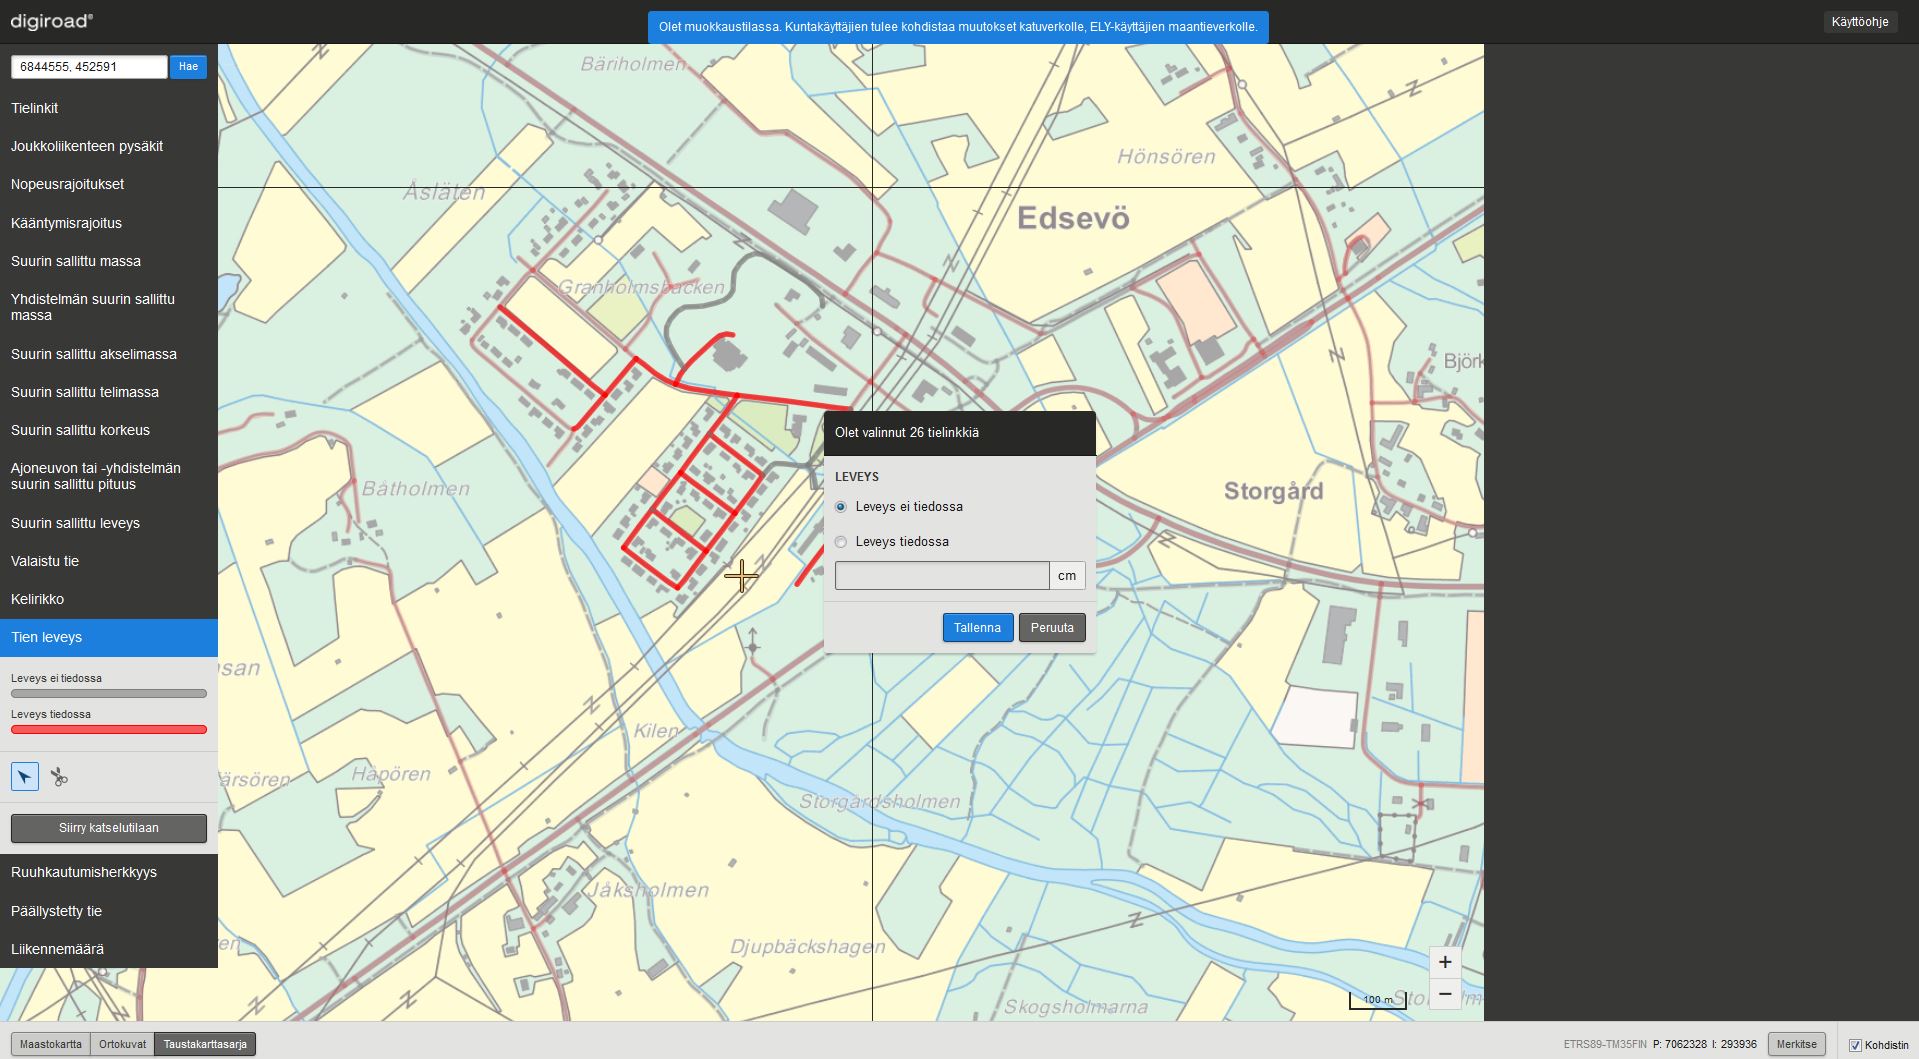 digiroad®
Olet muokkaustilassa. Kuntakäyttäjien tulee kohdistaa muutokset katuverkolle, ELY-käyttäjien maantieverkolle.
Käyttöohje
6844555, 452591
Hae
Tielinkit
Joukkoliikenteen pysäkit
Nopeusrajoitukset
Kääntymisrajoitus
Suurin sallittu massa
Yhdistelmän suurin sallittu
massa
Suurin sallittu akselimassa
Suurin sallittu telimassa
Suurin sallittu korkeus
Ajoneuvon tai -yhdistelmän
suurin sallittu pituus
Suurin sallittu leveys
Valaistu tie
Kelirikko
Tien leveys
Leveys ei tiedossa
Leveys tiedossa
Siirry katselutilaan
Ruuhkautumisherkkyys
Päällystetty tie
Liikennemäärä
Bäriholmen
Hönsören
Åsläten
Edsevö
Granholmsbacken
Björk
Båtholmen
Storgård
Kilen
Håpören
Storgårdsholmen
Jåksholmen
Djupbäckshagen
Skogsholmarna
Olet valinnut 26 tielinkkiä
LEVEYS
Leveys ei tiedossa
Leveys tiedossa
cm
Tallenna
Peruuta
+
−
100 m
Maastokartta
Ortokuvat
Taustakarttasarja
ETRS89-TM35FIN P: 7062328 I: 293936
Merkitse
Kohdistin